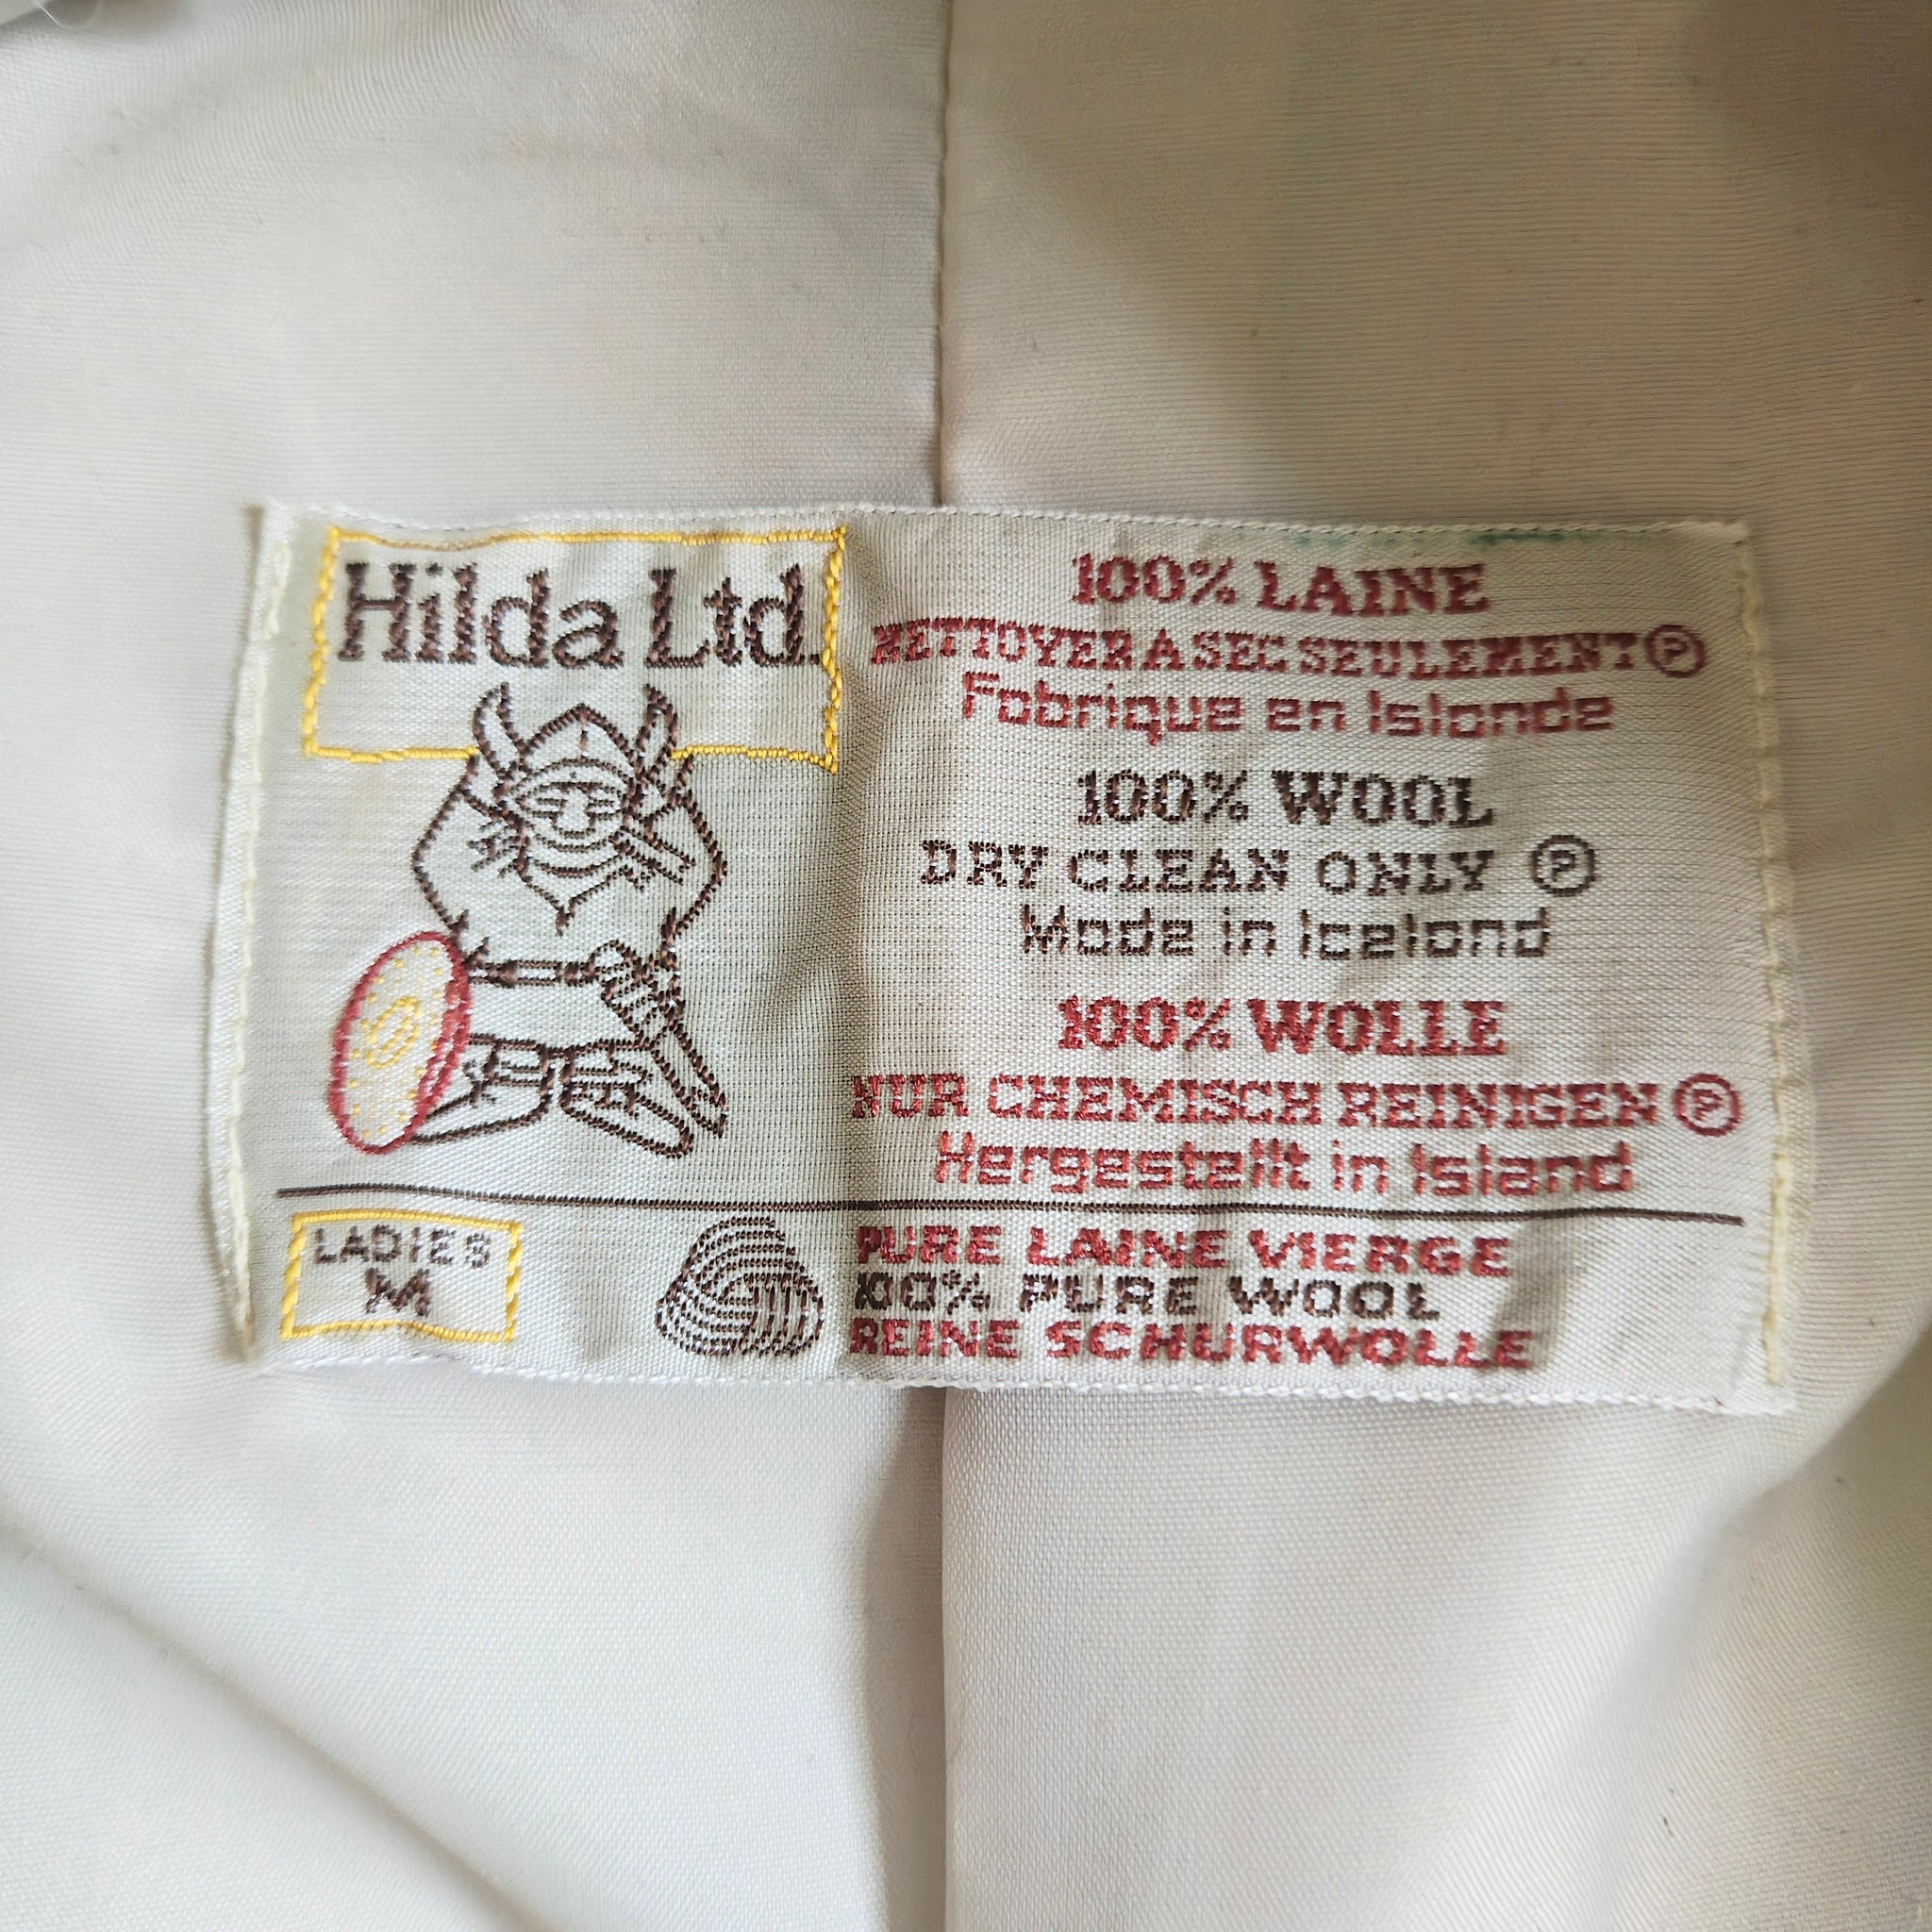 Hilda Ltd.
100% LAINE
NETTOYER A SEC SEULEMENT Ⓟ
Fabrique en Islande
100% WOOL
DRY CLEAN ONLY Ⓟ
Made in Iceland
100% WOLLE
NUR CHEMISCH REINIGEN Ⓟ
Hergestellt in Island
LADIES
M
PURE LAINE VIERGE
100% PURE WOOL
REINE SCHURWOLLE